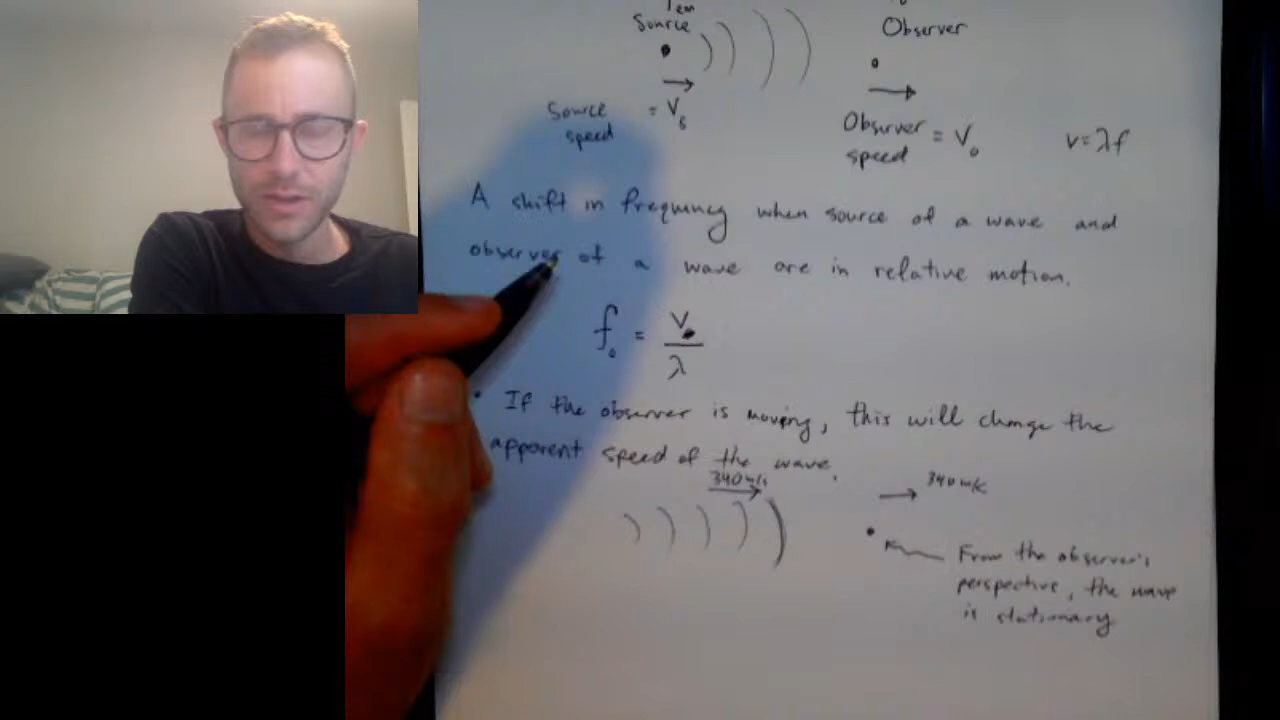 Source
Observer
Source speed = Vs
Observer speed = Vo
v=λf
A shift in frequency when source of a wave and
observer of a wave are in relative motion.
fo = V
λ
• If the observer is moving, this will change the
apparent speed of the wave.
340m/s
340 m/s
From the observer's
perspective, the wave
is stationary